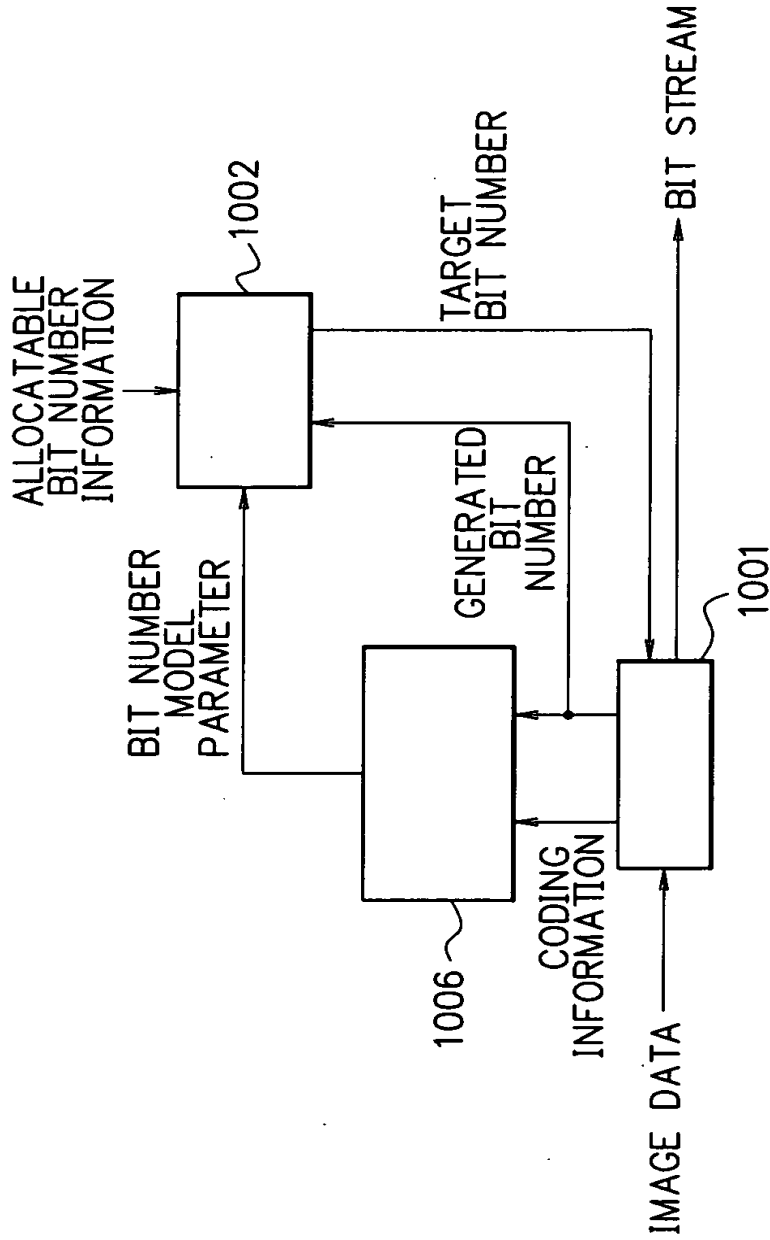 ALLOCATABLE
BIT NUMBER
INFORMATION
1002
BIT NUMBER
MODEL
PARAMETER
TARGET
BIT NUMBER
GENERATED
BIT
NUMBER
1006
CODING
INFORMATION
1001
IMAGE DATA
BIT STREAM